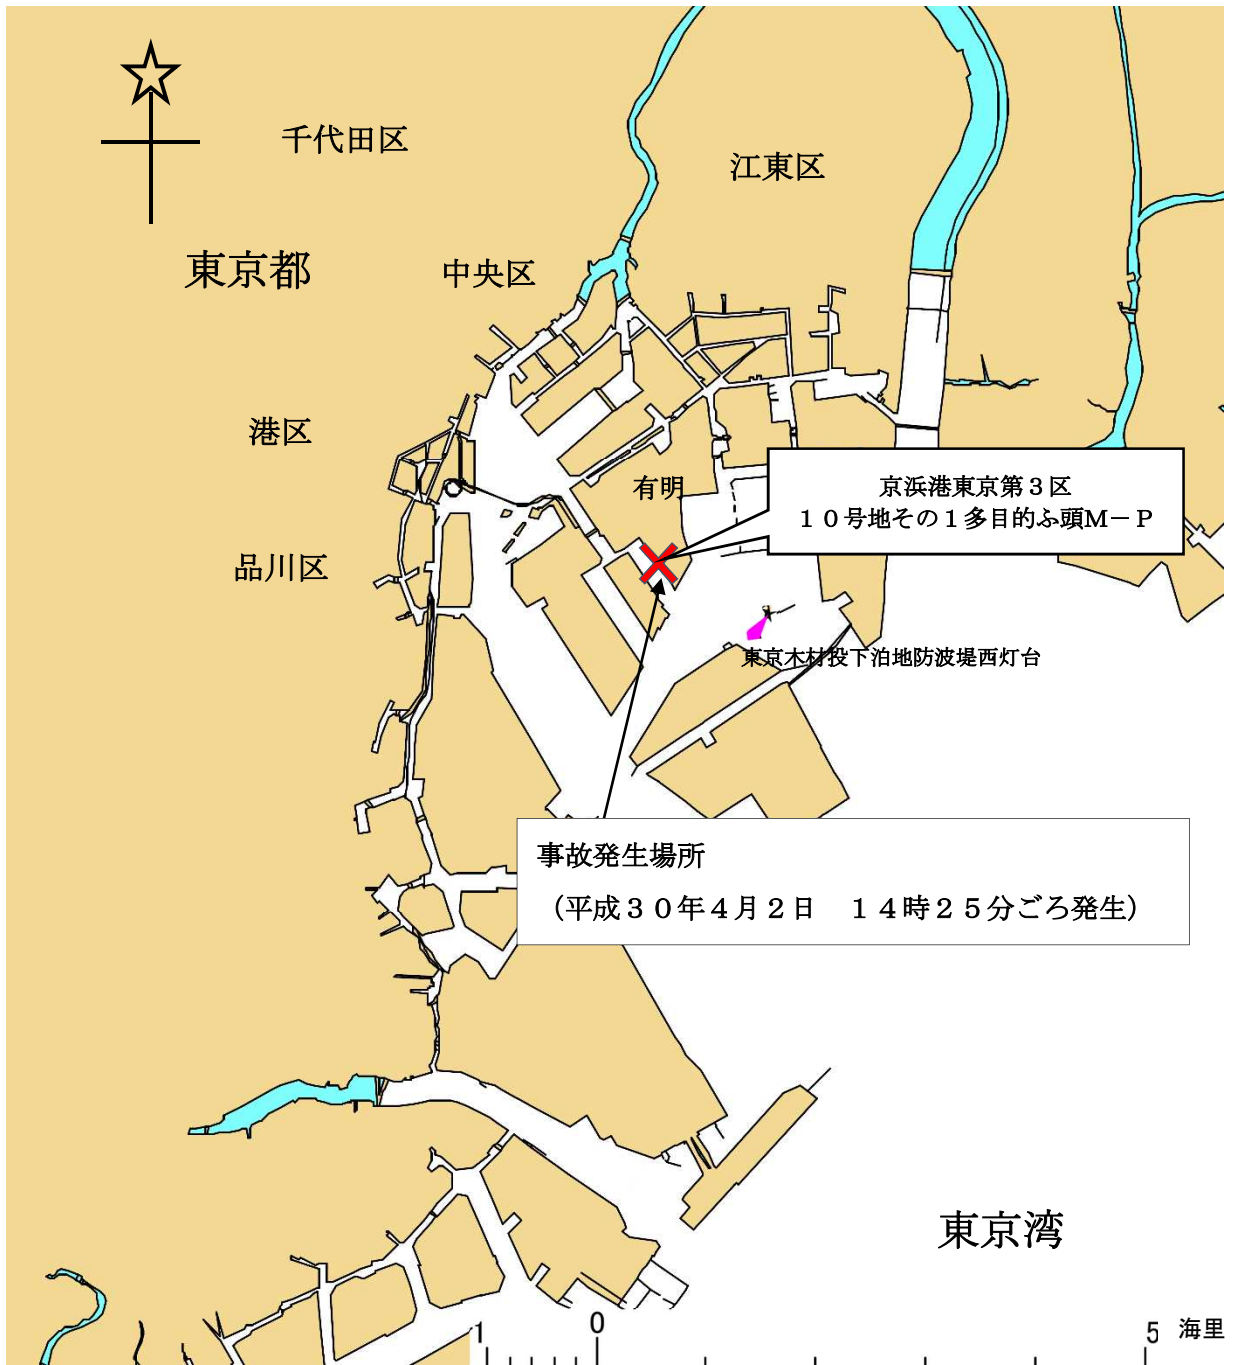 千代田区
江東区
東京都
中央区
港区
有明
京浜港東京第３区
１０号地その１多目的ふ頭Ｍ－Ｐ
品川区
東京木材投下泊地防波堤西灯台
事故発生場所
（平成３０年４月２日　１４時２５分ごろ発生）
東京湾
1 0 5 海里